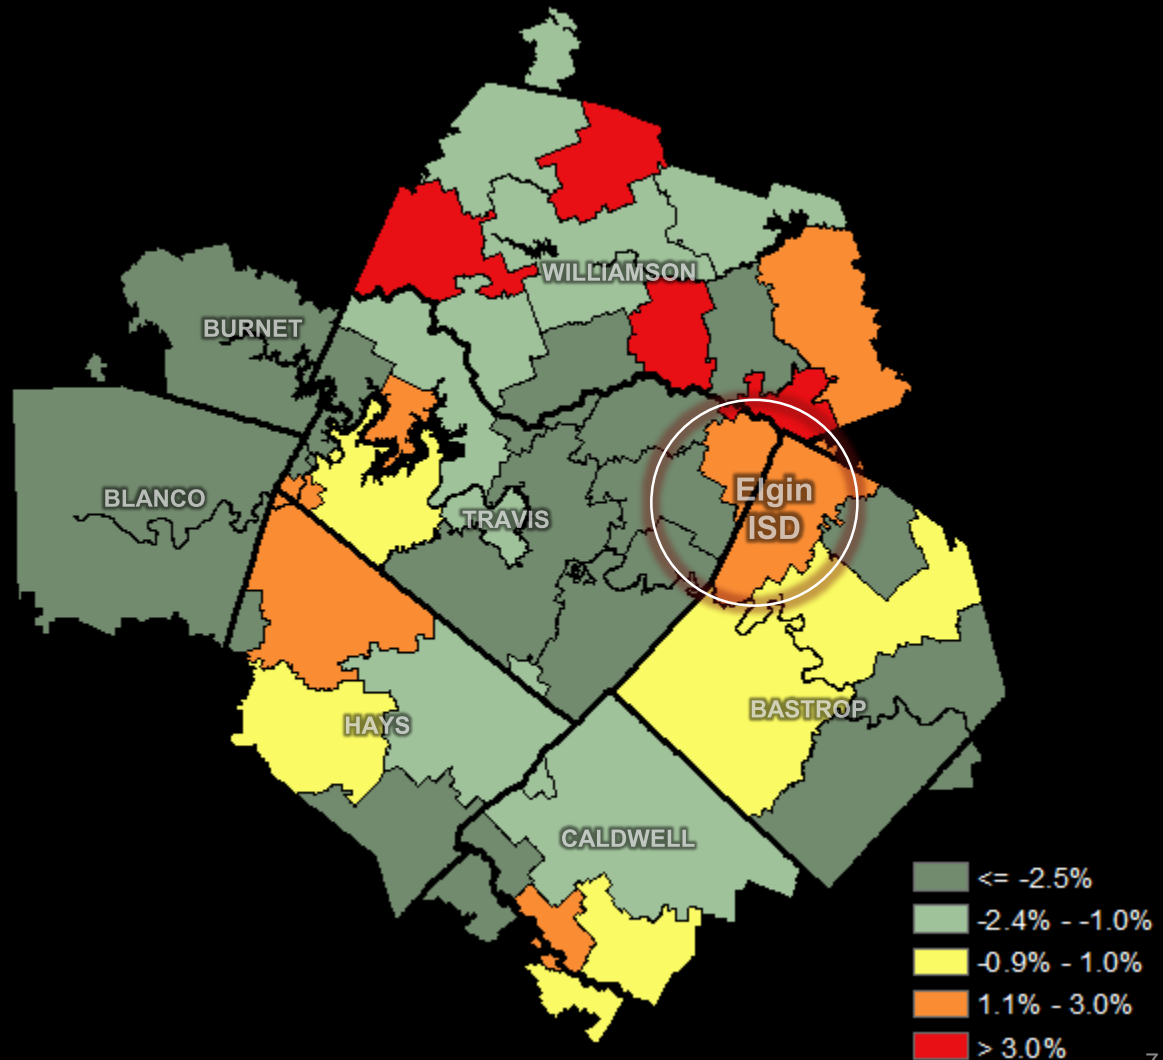 WILLIAMSON
BURNET
BLANCO
TRAVIS
Elgin
ISD
HAYS
BASTROP
CALDWELL
<= -2.5%
-2.4% - -1.0%
-0.9% - 1.0%
1.1% - 3.0%
> 3.0%